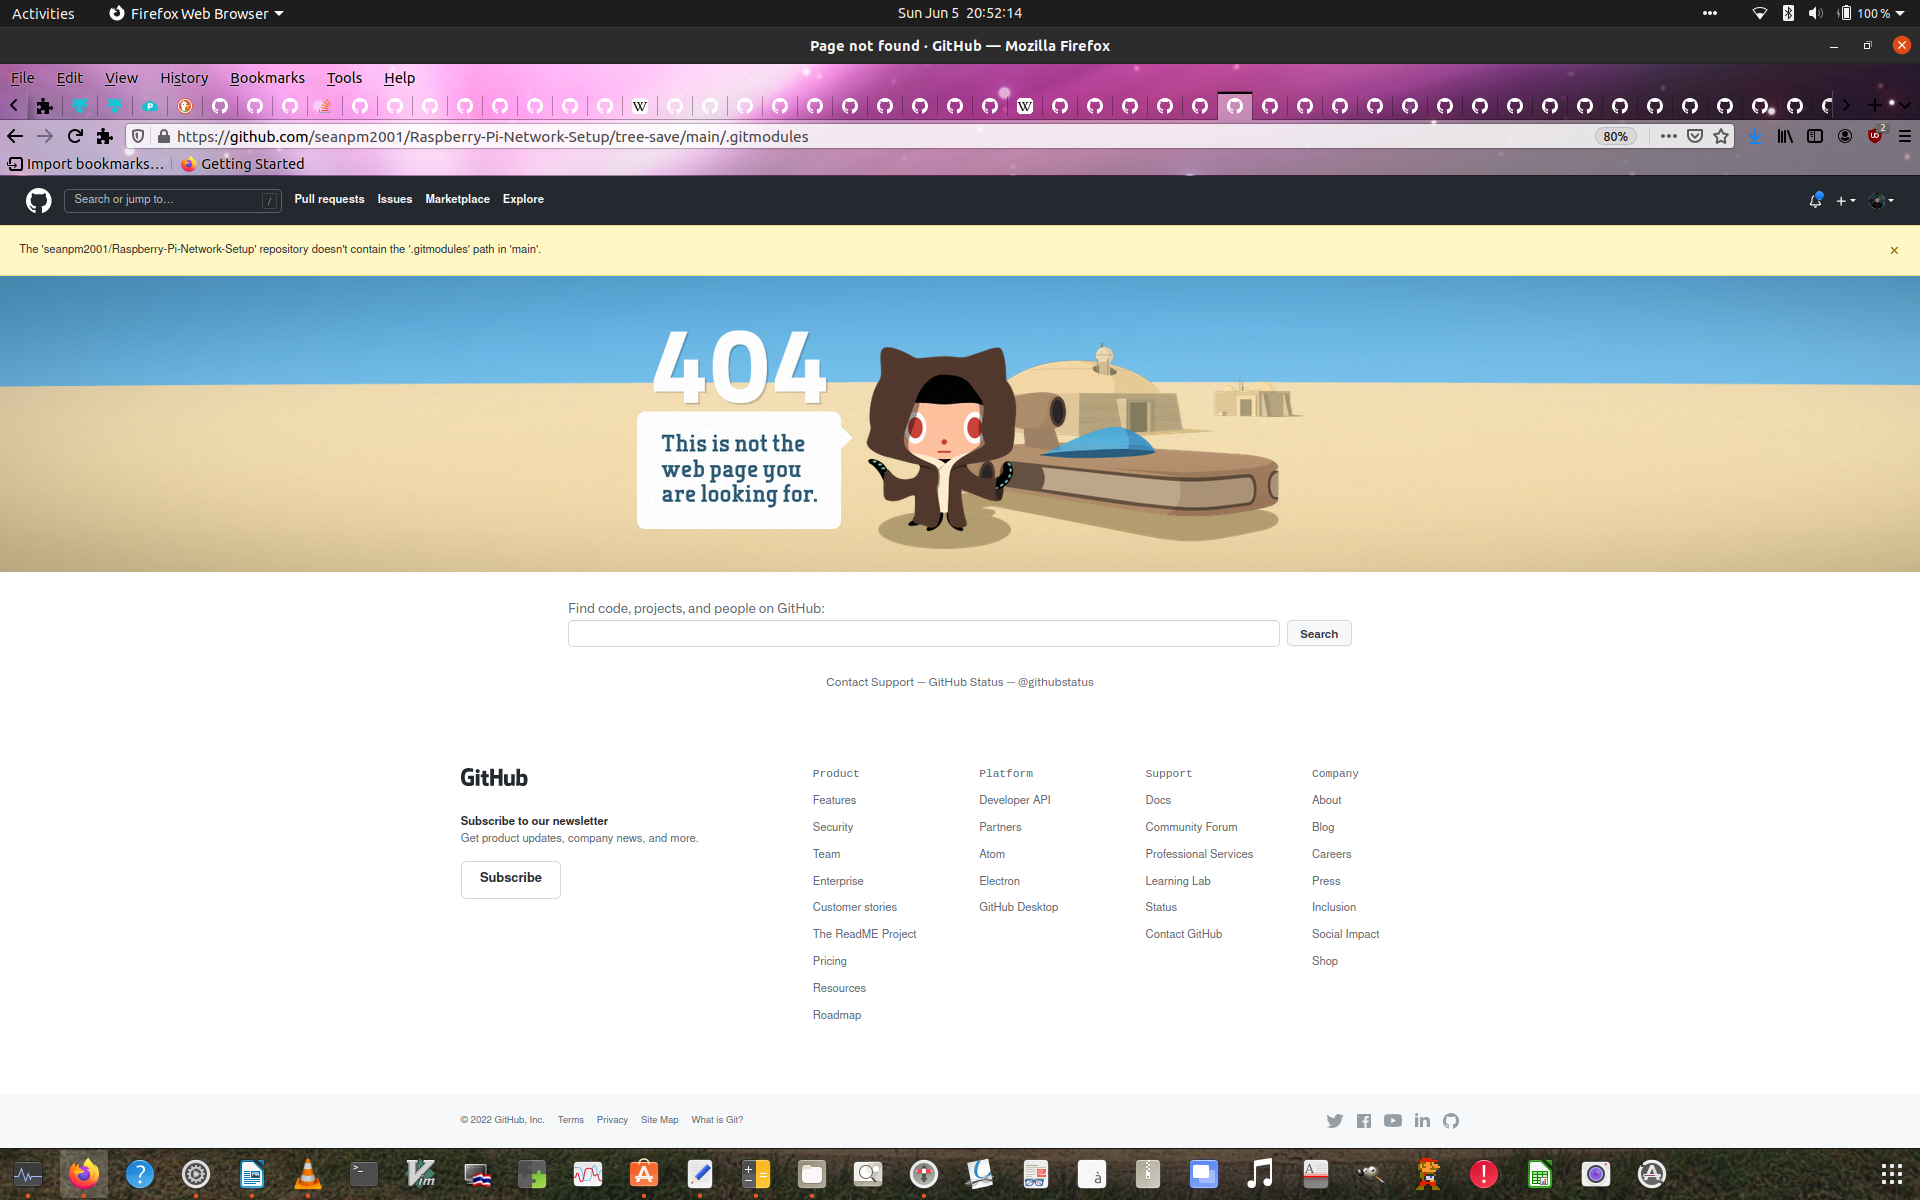 Activities
Firefox Web Browser
Sun Jun 5 20:52:14
100 %
Page not found · GitHub — Mozilla Firefox
File Edit View History Bookmarks Tools Help
https://github.com/seanpm2001/Raspberry-Pi-Network-Setup/tree-save/main/.gitmodules
80%
2
Import bookmarks...
Getting Started
Search or jump to...
/
Pull requests Issues Marketplace Explore
The 'seanpm2001/Raspberry-Pi-Network-Setup' repository doesn't contain the '.gitmodules' path in 'main'.
404
This is not the
web page you
are looking for.
Find code, projects, and people on GitHub:
Search
Contact Support — GitHub Status — @githubstatus
GitHub
Subscribe to our newsletter
Get product updates, company news, and more.
Subscribe
Product
Features
Security
Team
Enterprise
Customer stories
The ReadME Project
Pricing
Resources
Roadmap
Platform
Developer API
Partners
Atom
Electron
GitHub Desktop
Support
Docs
Community Forum
Professional Services
Learning Lab
Status
Contact GitHub
Company
About
Blog
Careers
Press
Inclusion
Social Impact
Shop
© 2022 GitHub, Inc. Terms Privacy Site Map What is Git?